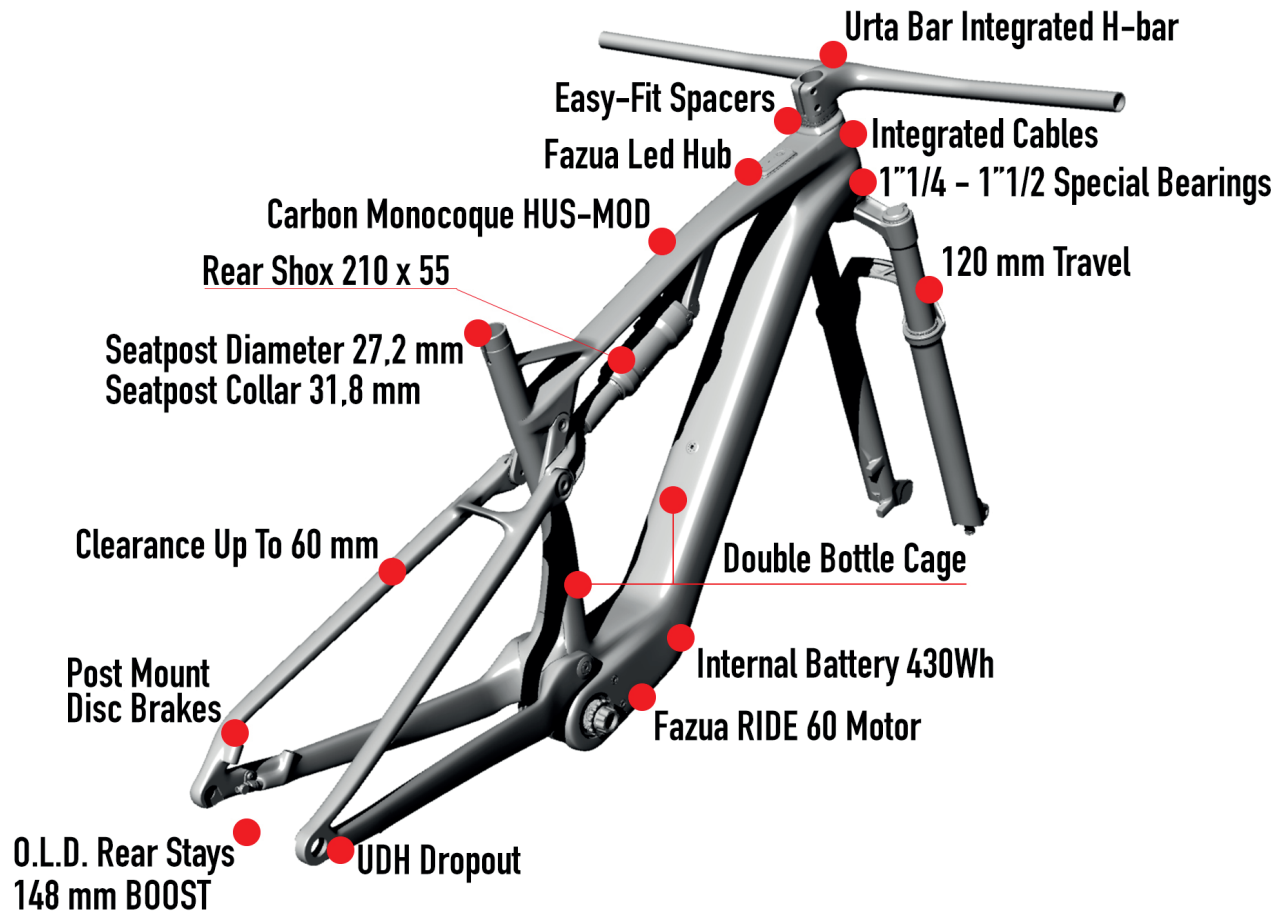 Urta Bar Integrated H-bar
Easy-Fit Spacers
Integrated Cables
Fazua Led Hub
1"1/4 - 1"1/2 Special Bearings
Carbon Monocoque HUS-MOD
120 mm Travel
Rear Shox 210 x 55
Seatpost Diameter 27,2 mm
Seatpost Collar 31,8 mm
Clearance Up To 60 mm
Double Bottle Cage
Internal Battery 430Wh
Post Mount
Disc Brakes
Fazua RIDE 60 Motor
O.L.D. Rear Stays
148 mm BOOST
UDH Dropout